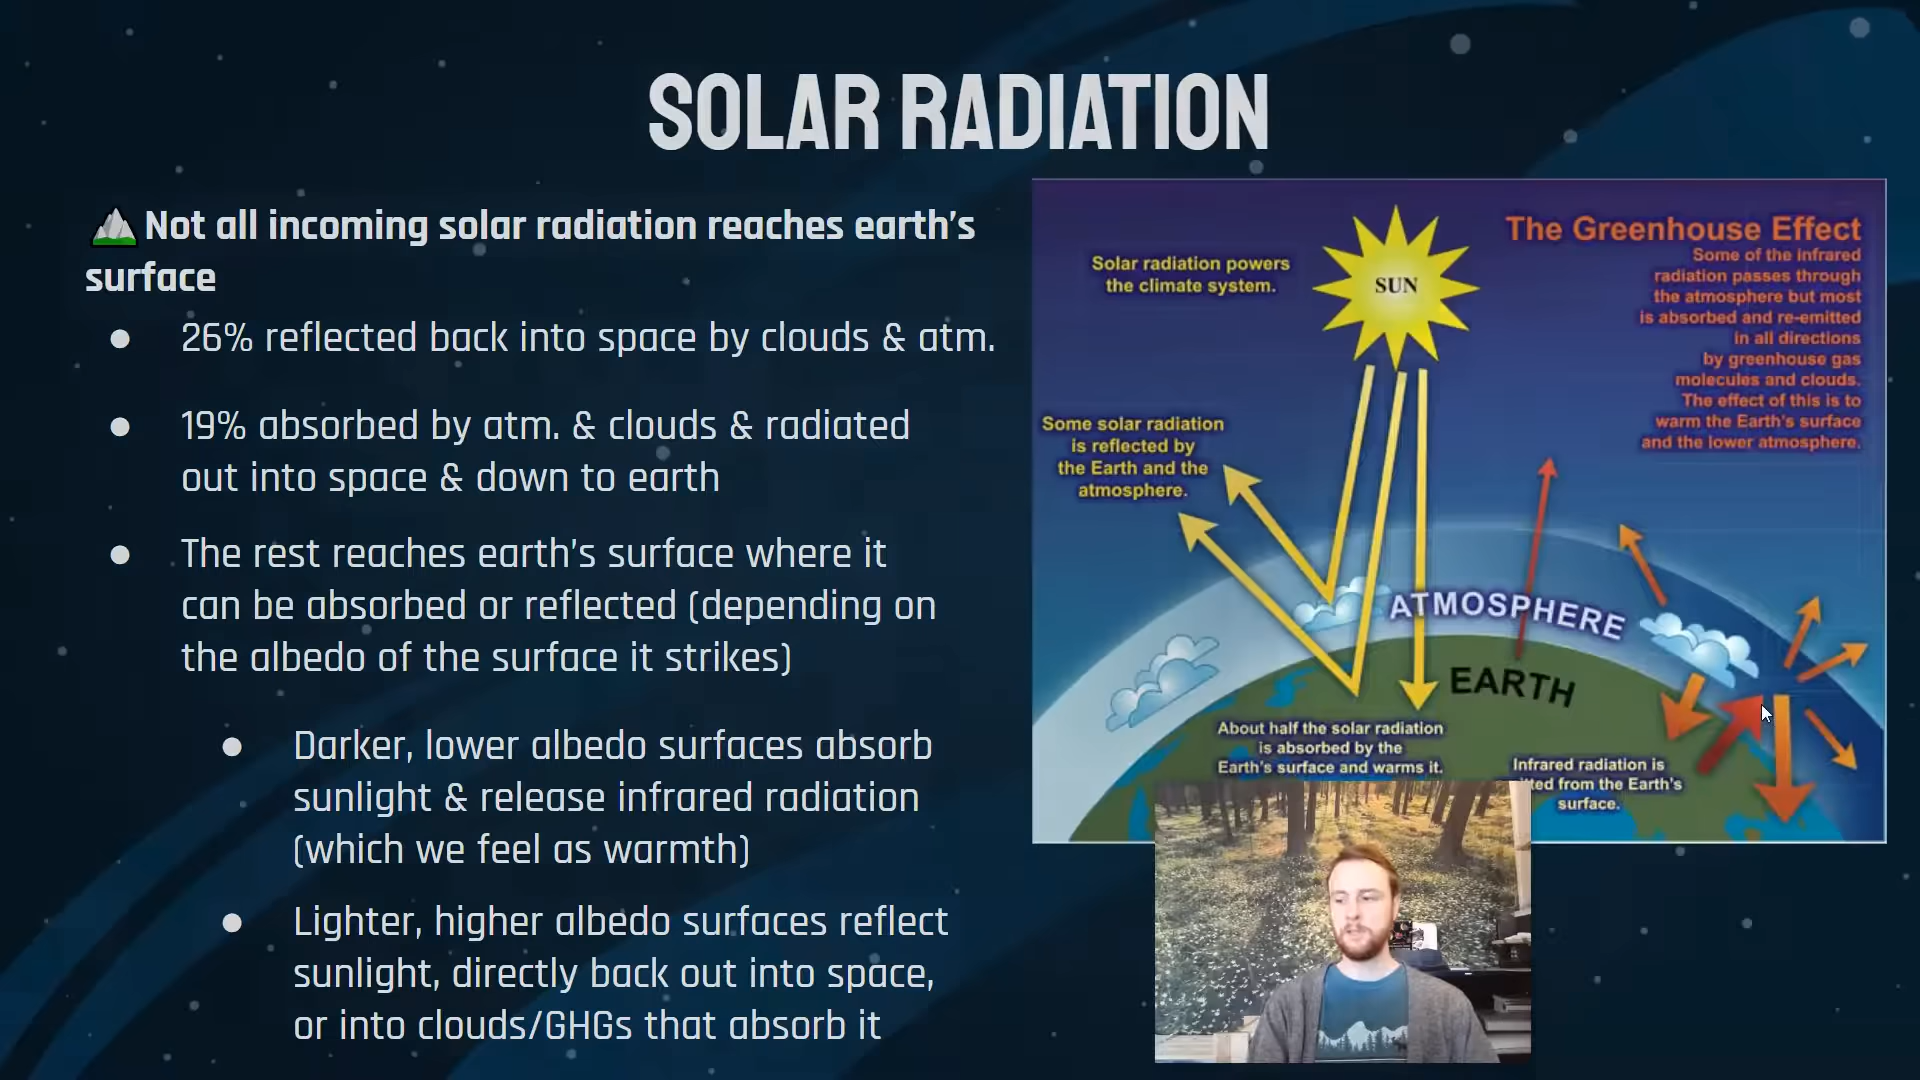 SOLAR RADIATION
Not all incoming solar radiation reaches earth's
surface
● 26% reflected back into space by clouds & atm.
● 19% absorbed by atm. & clouds & radiated
out into space & down to earth
● The rest reaches earth's surface where it
can be absorbed or reflected (depending on
the albedo of the surface it strikes)
● Darker, lower albedo surfaces absorb
sunlight & release infrared radiation
(which we feel as warmth)
● Lighter, higher albedo surfaces reflect
sunlight, directly back out into space,
or into clouds/GHGs that absorb it
Solar radiation powers
the climate system.
SUN
The Greenhouse Effect
Some of the infrared
radiation passes through
the atmosphere but most
is absorbed and re-emitted
in all directions
by greenhouse gas
molecules and clouds.
The effect of this is to
warm the Earth's surface
and the lower atmosphere.
Some solar radiation
is reflected by
the Earth and the
atmosphere.
ATMOSPHERE
EARTH
About half the solar radiation
is absorbed by the
Earth's surface and warms it.
Infrared radiation is
from the Earth's
surface.